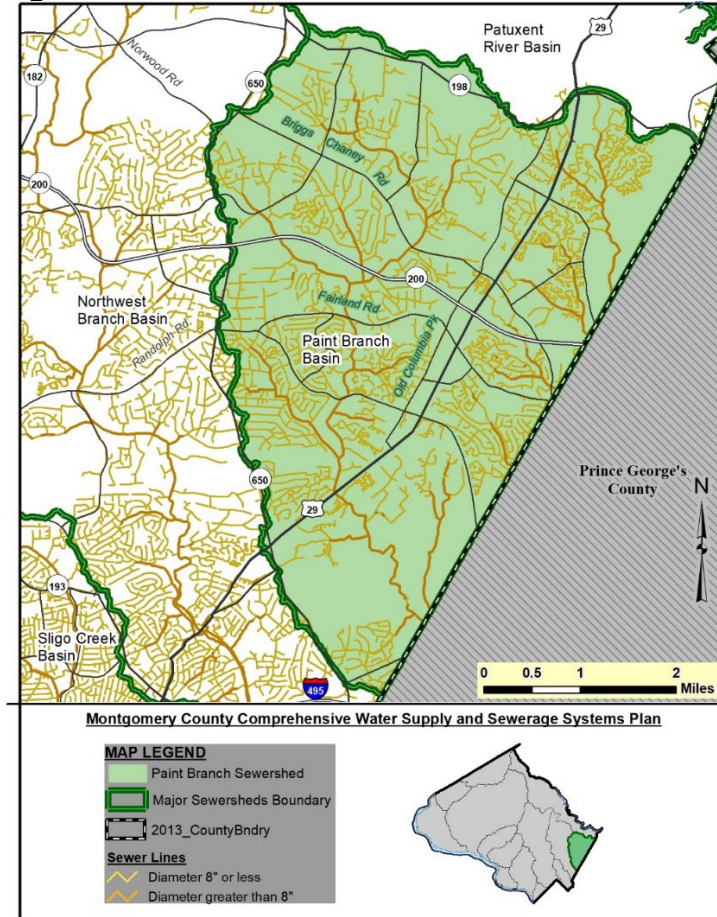 Patuxent
River Basin
29
29
Norwood Rd
182
650
198
Briggs Chaney Rd
200
200
Northwest
Branch Basin
Fairland Rd
Randolph Rd
Paint Branch
Basin
Old Columbia Pk
Prince George's
County
N
650
29
193
Sligo Creek
Basin
495
0 0.5 1 2
Miles
Montgomery County Comprehensive Water Supply and Sewerage Systems Plan
MAP LEGEND
Paint Branch Sewershed
Major Sewersheds Boundary
2013_CountyBndry
Sewer Lines
Diameter 8" or less
Diameter greater than 8"